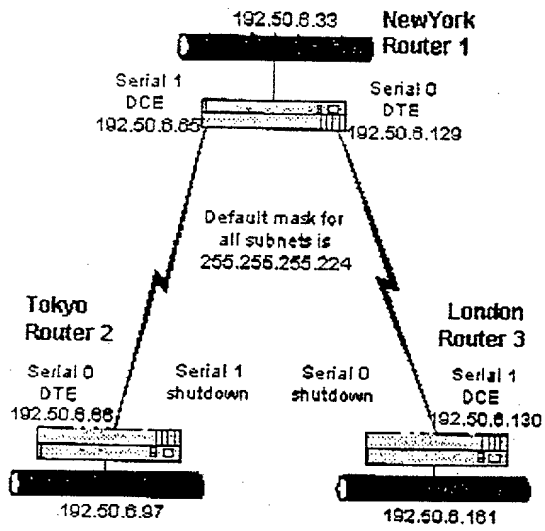 192.50.6.33
NewYork
Router 1
Serial 1
DCE
192.50.6.65
Serial 0
DTE
192.50.6.129
Default mask for
all subnets is
255.255.255.224
Tokyo
Router 2
London
Router 3
Serial 0
DTE
192.50.6.66
Serial 1
shutdown
Serial 0
shutdown
Serial 1
DCE
192.50.6.130
192.50.6.97
192.50.6.161